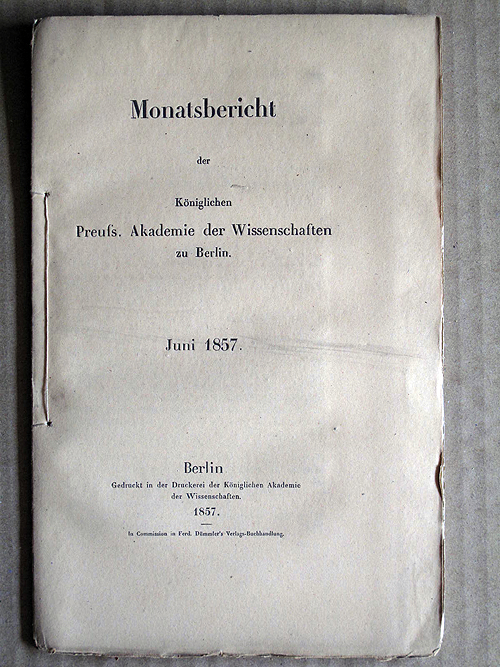 Monatsbericht
der
Königlichen
Preuſs. Akademie der Wissenschaften
zu Berlin.
Juni 1857.
Berlin
Gedruckt in der Druckerei der Königlichen Akademie
der Wissenschaften.
1857.
In Commission in Ferd. Dümmler's Verlags-Buchhandlung.